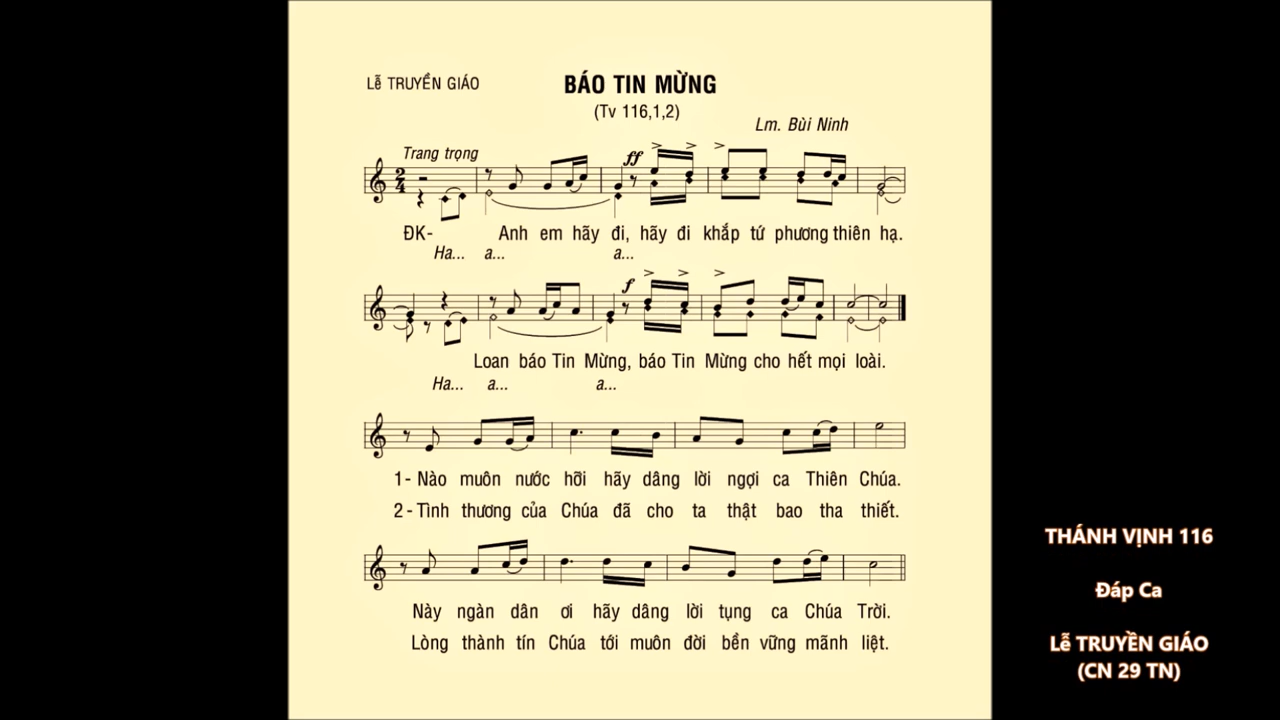 Lễ TRUYỀN GIÁO
BÁO TIN MỪNG
(Tv 116,1,2)
Lm. Bùi Ninh
Trang trọng
ff
ĐK- Anh em hãy đi, hãy đi khắp tứ phương thiên hạ.
Ha... a... a...
f
Loan báo Tin Mừng, báo Tin Mừng cho hết mọi loài.
Ha... a... a...
1- Nào muôn nước hỡi hãy dâng lời ngợi ca Thiên Chúa.
2- Tình thương của Chúa đã cho ta thật bao tha thiết.
Này ngàn dân ơi hãy dâng lời tụng ca Chúa Trời.
Lòng thành tín Chúa tới muôn đời bền vững mãnh liệt.
THÁNH VỊNH 116
Đáp Ca
Lễ TRUYỀN GIÁO
(CN 29 TN)